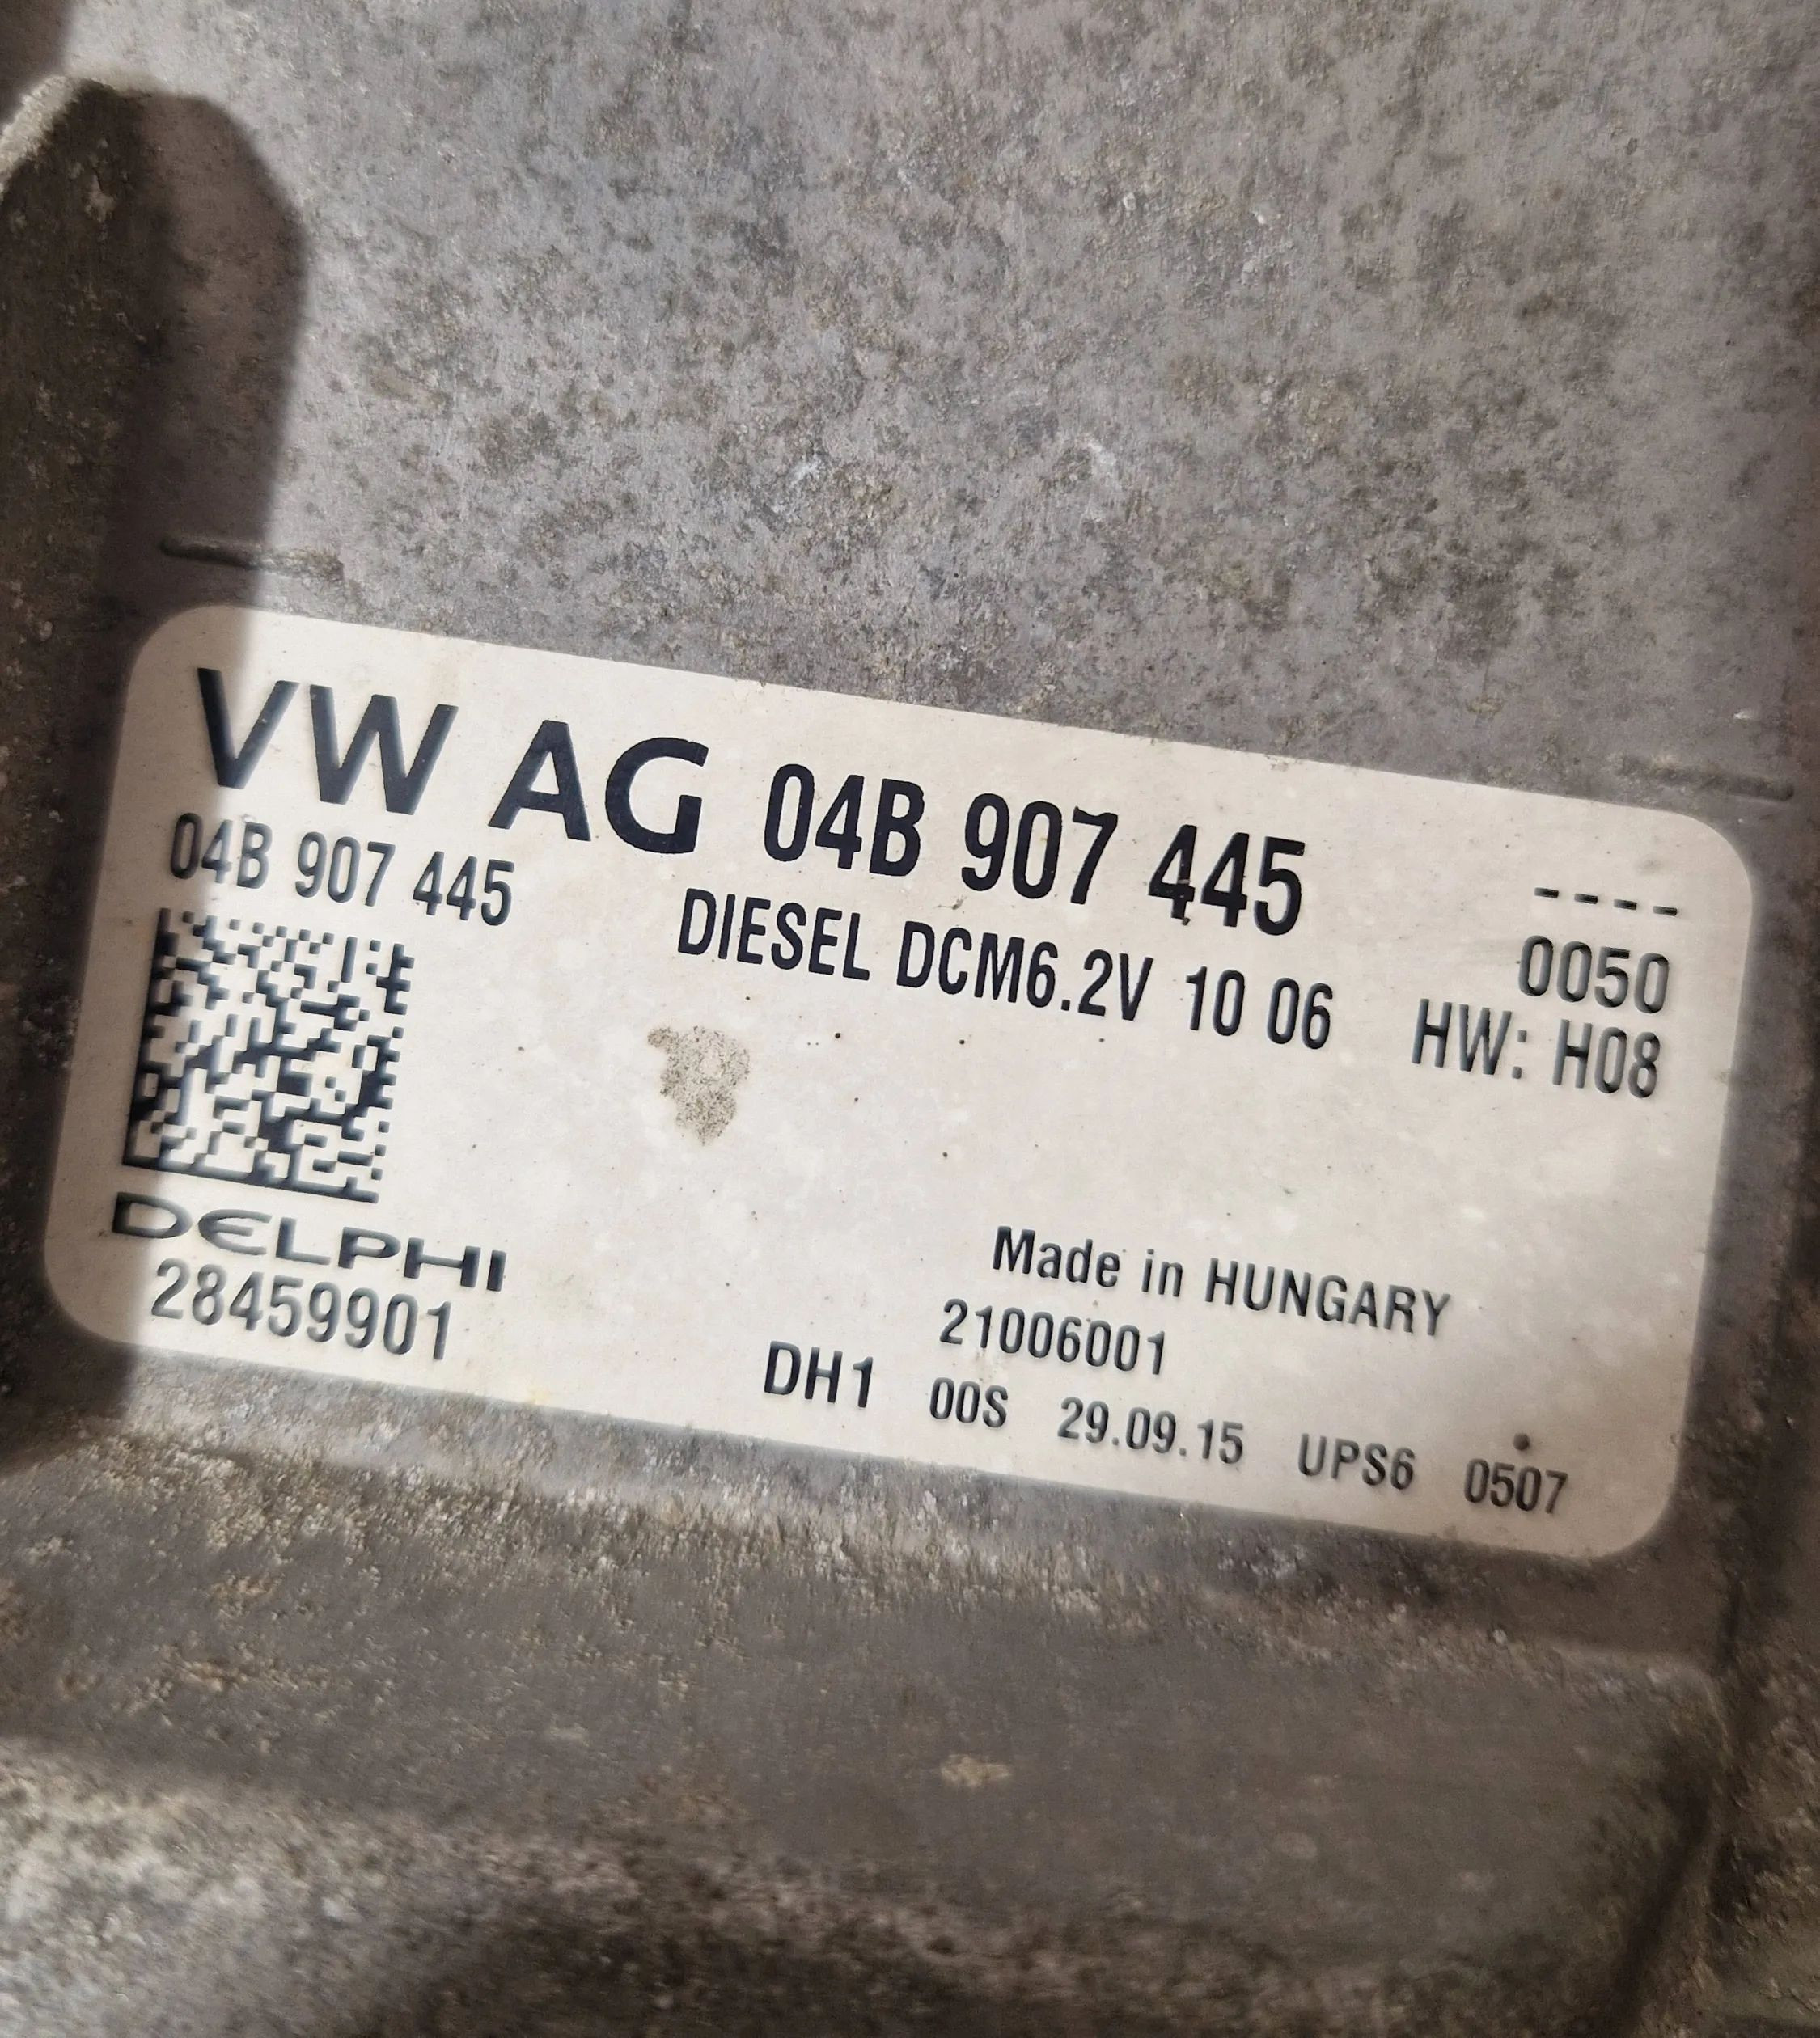 VW AG 04B 907 445 ----
04B 907 445 DIESEL DCM6.2V 10 06 0050
HW: H08
DELPHI
28459901
Made in HUNGARY
21006001
DH1 00S 29.09.15 UPS6 0507